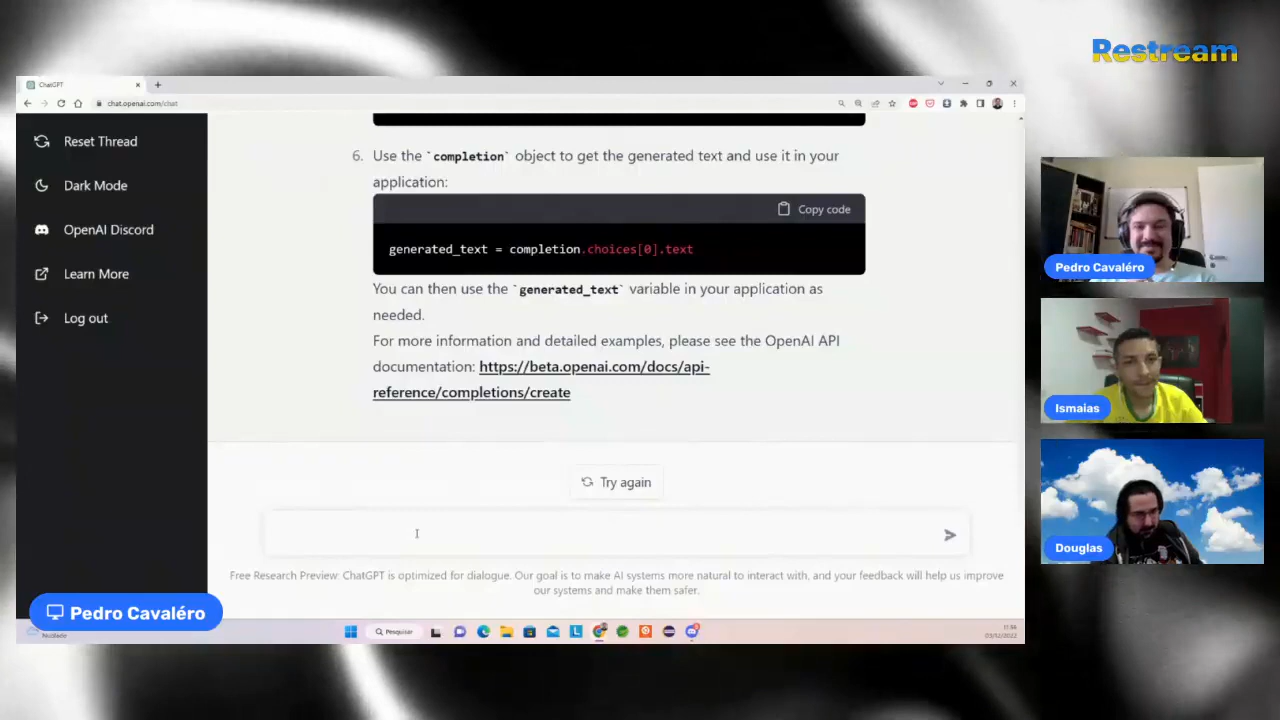 Restream
ChatGPT
chat.openai.com/chat
Reset Thread
Dark Mode
OpenAI Discord
Learn More
Log out
6. Use the `completion` object to get the generated text and use it in your
application:
Copy code
generated_text = completion.choices[0].text
You can then use the `generated_text` variable in your application as
needed.
For more information and detailed examples, please see the OpenAI API
documentation: https://beta.openai.com/docs/api-
reference/completions/create
Try again
Free Research Preview: ChatGPT is optimized for dialogue. Our goal is to make AI systems more natural to interact with, and your feedback will help us improve
our systems and make them safer.
Pedro Cavaléro
Nublado
Pesquisar
03/12/2022
Pedro Cavaléro
Ismaias
Douglas